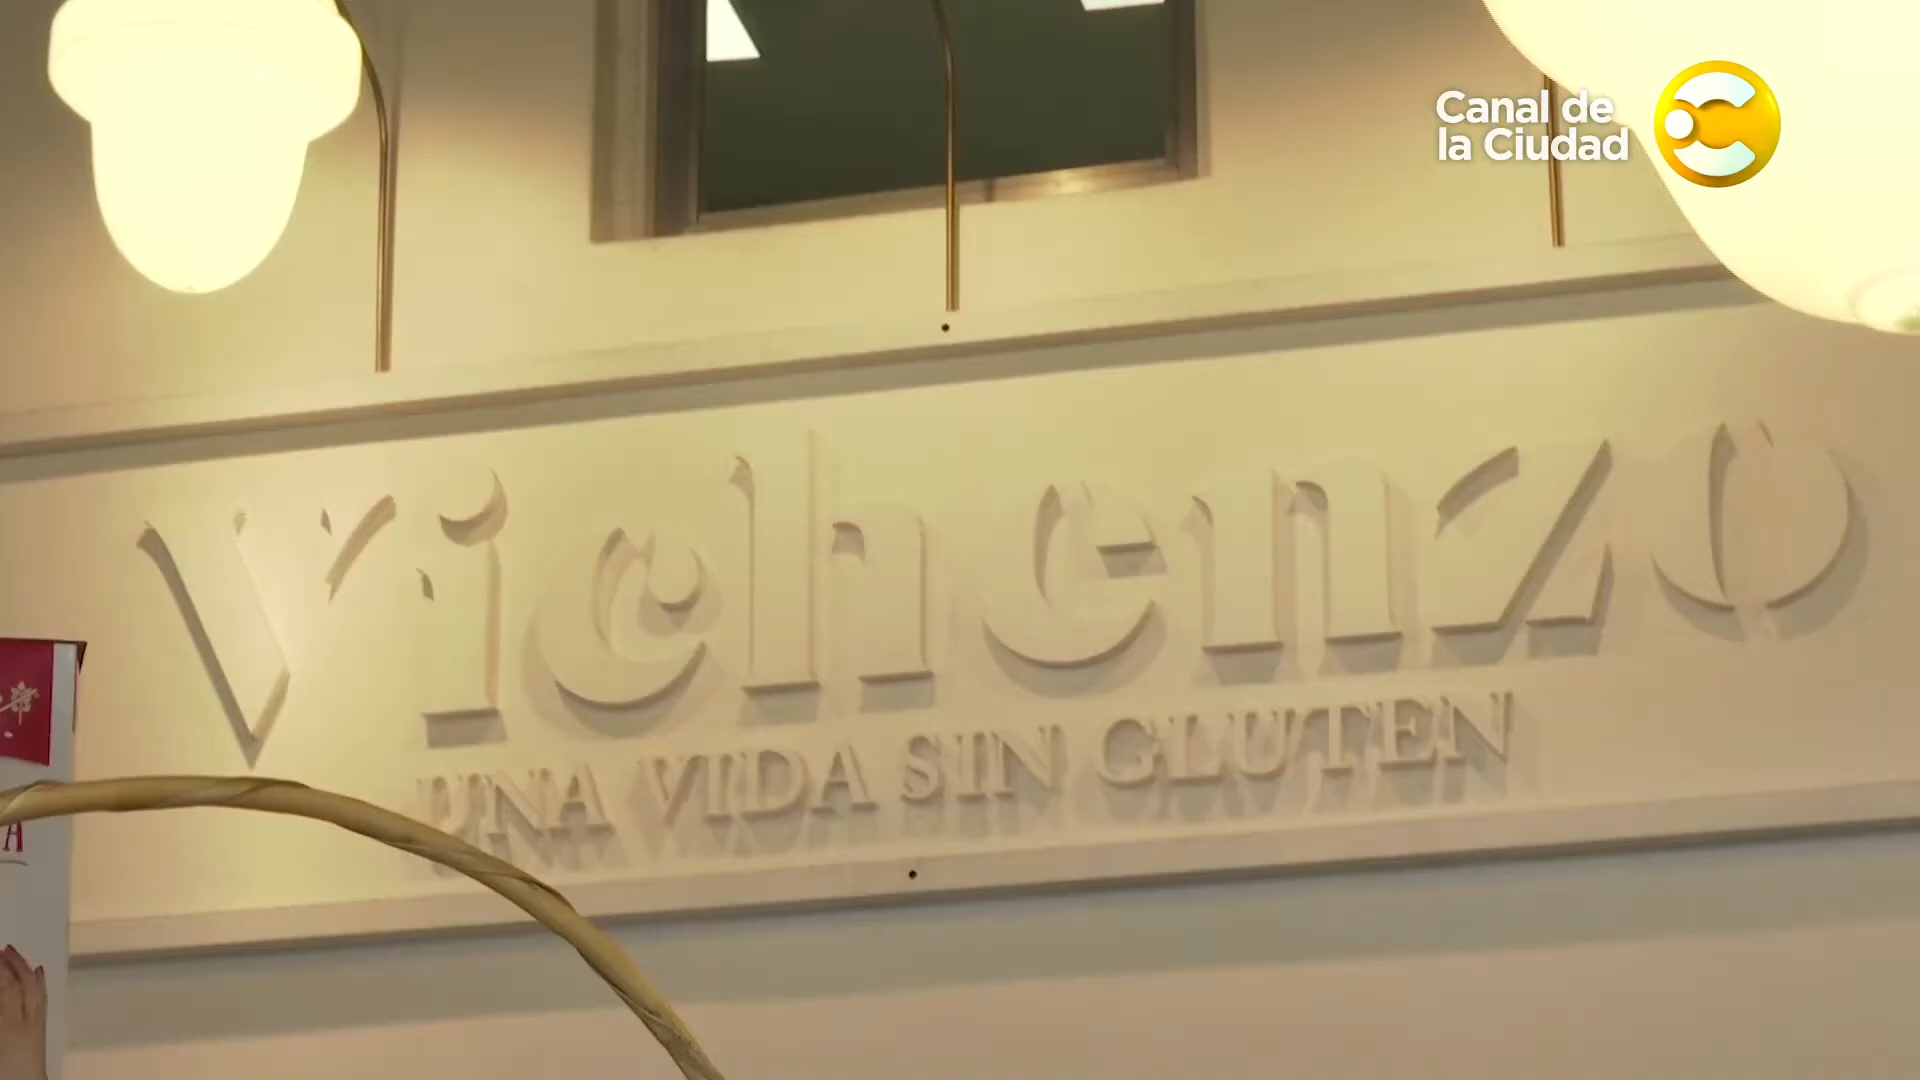 Canal de
la Ciudad
Vichenzo
UNA VIDA SIN GLUTEN
A